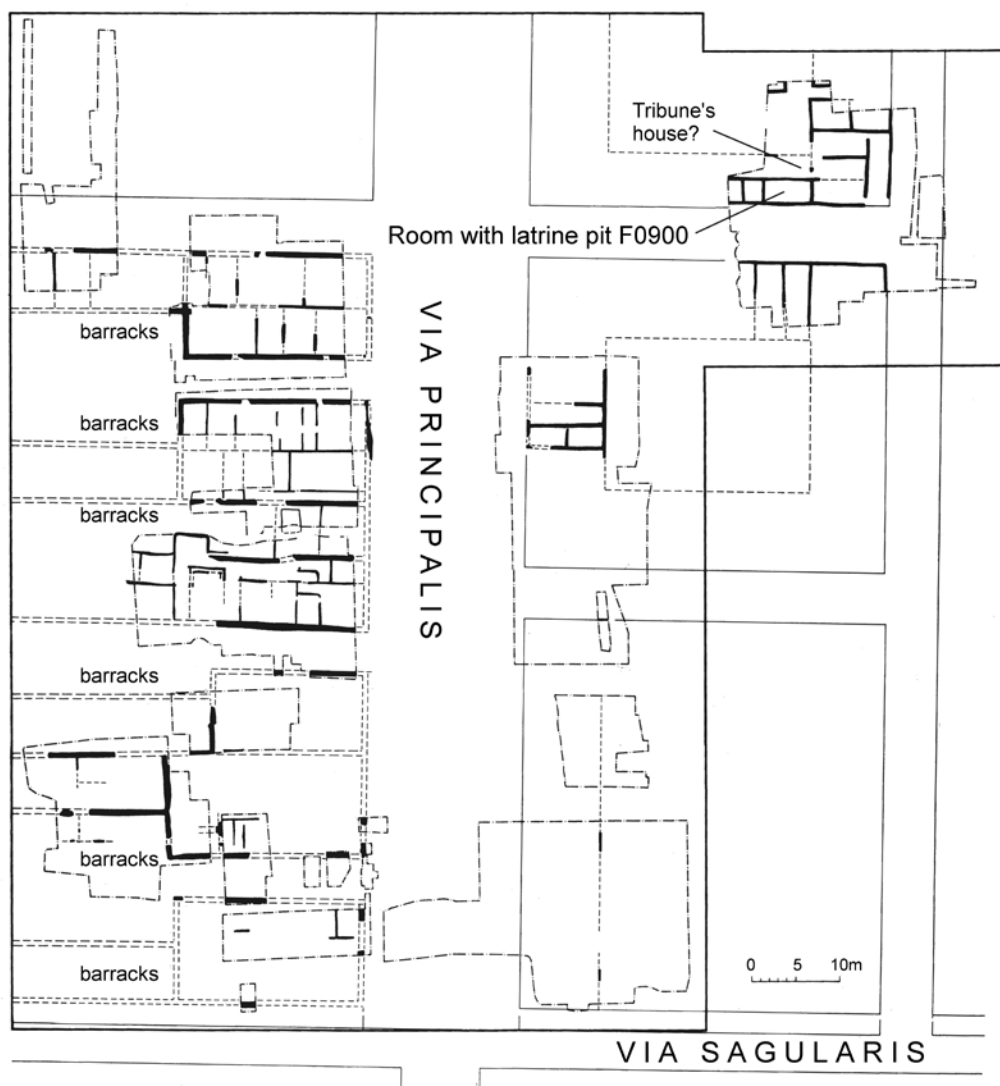 Tribune's
house?
Room with latrine pit F0900
barracks
VIA PRINCIPALIS
barracks
barracks
barracks
barracks
barracks
0 5 10m
VIA SAGULARIS